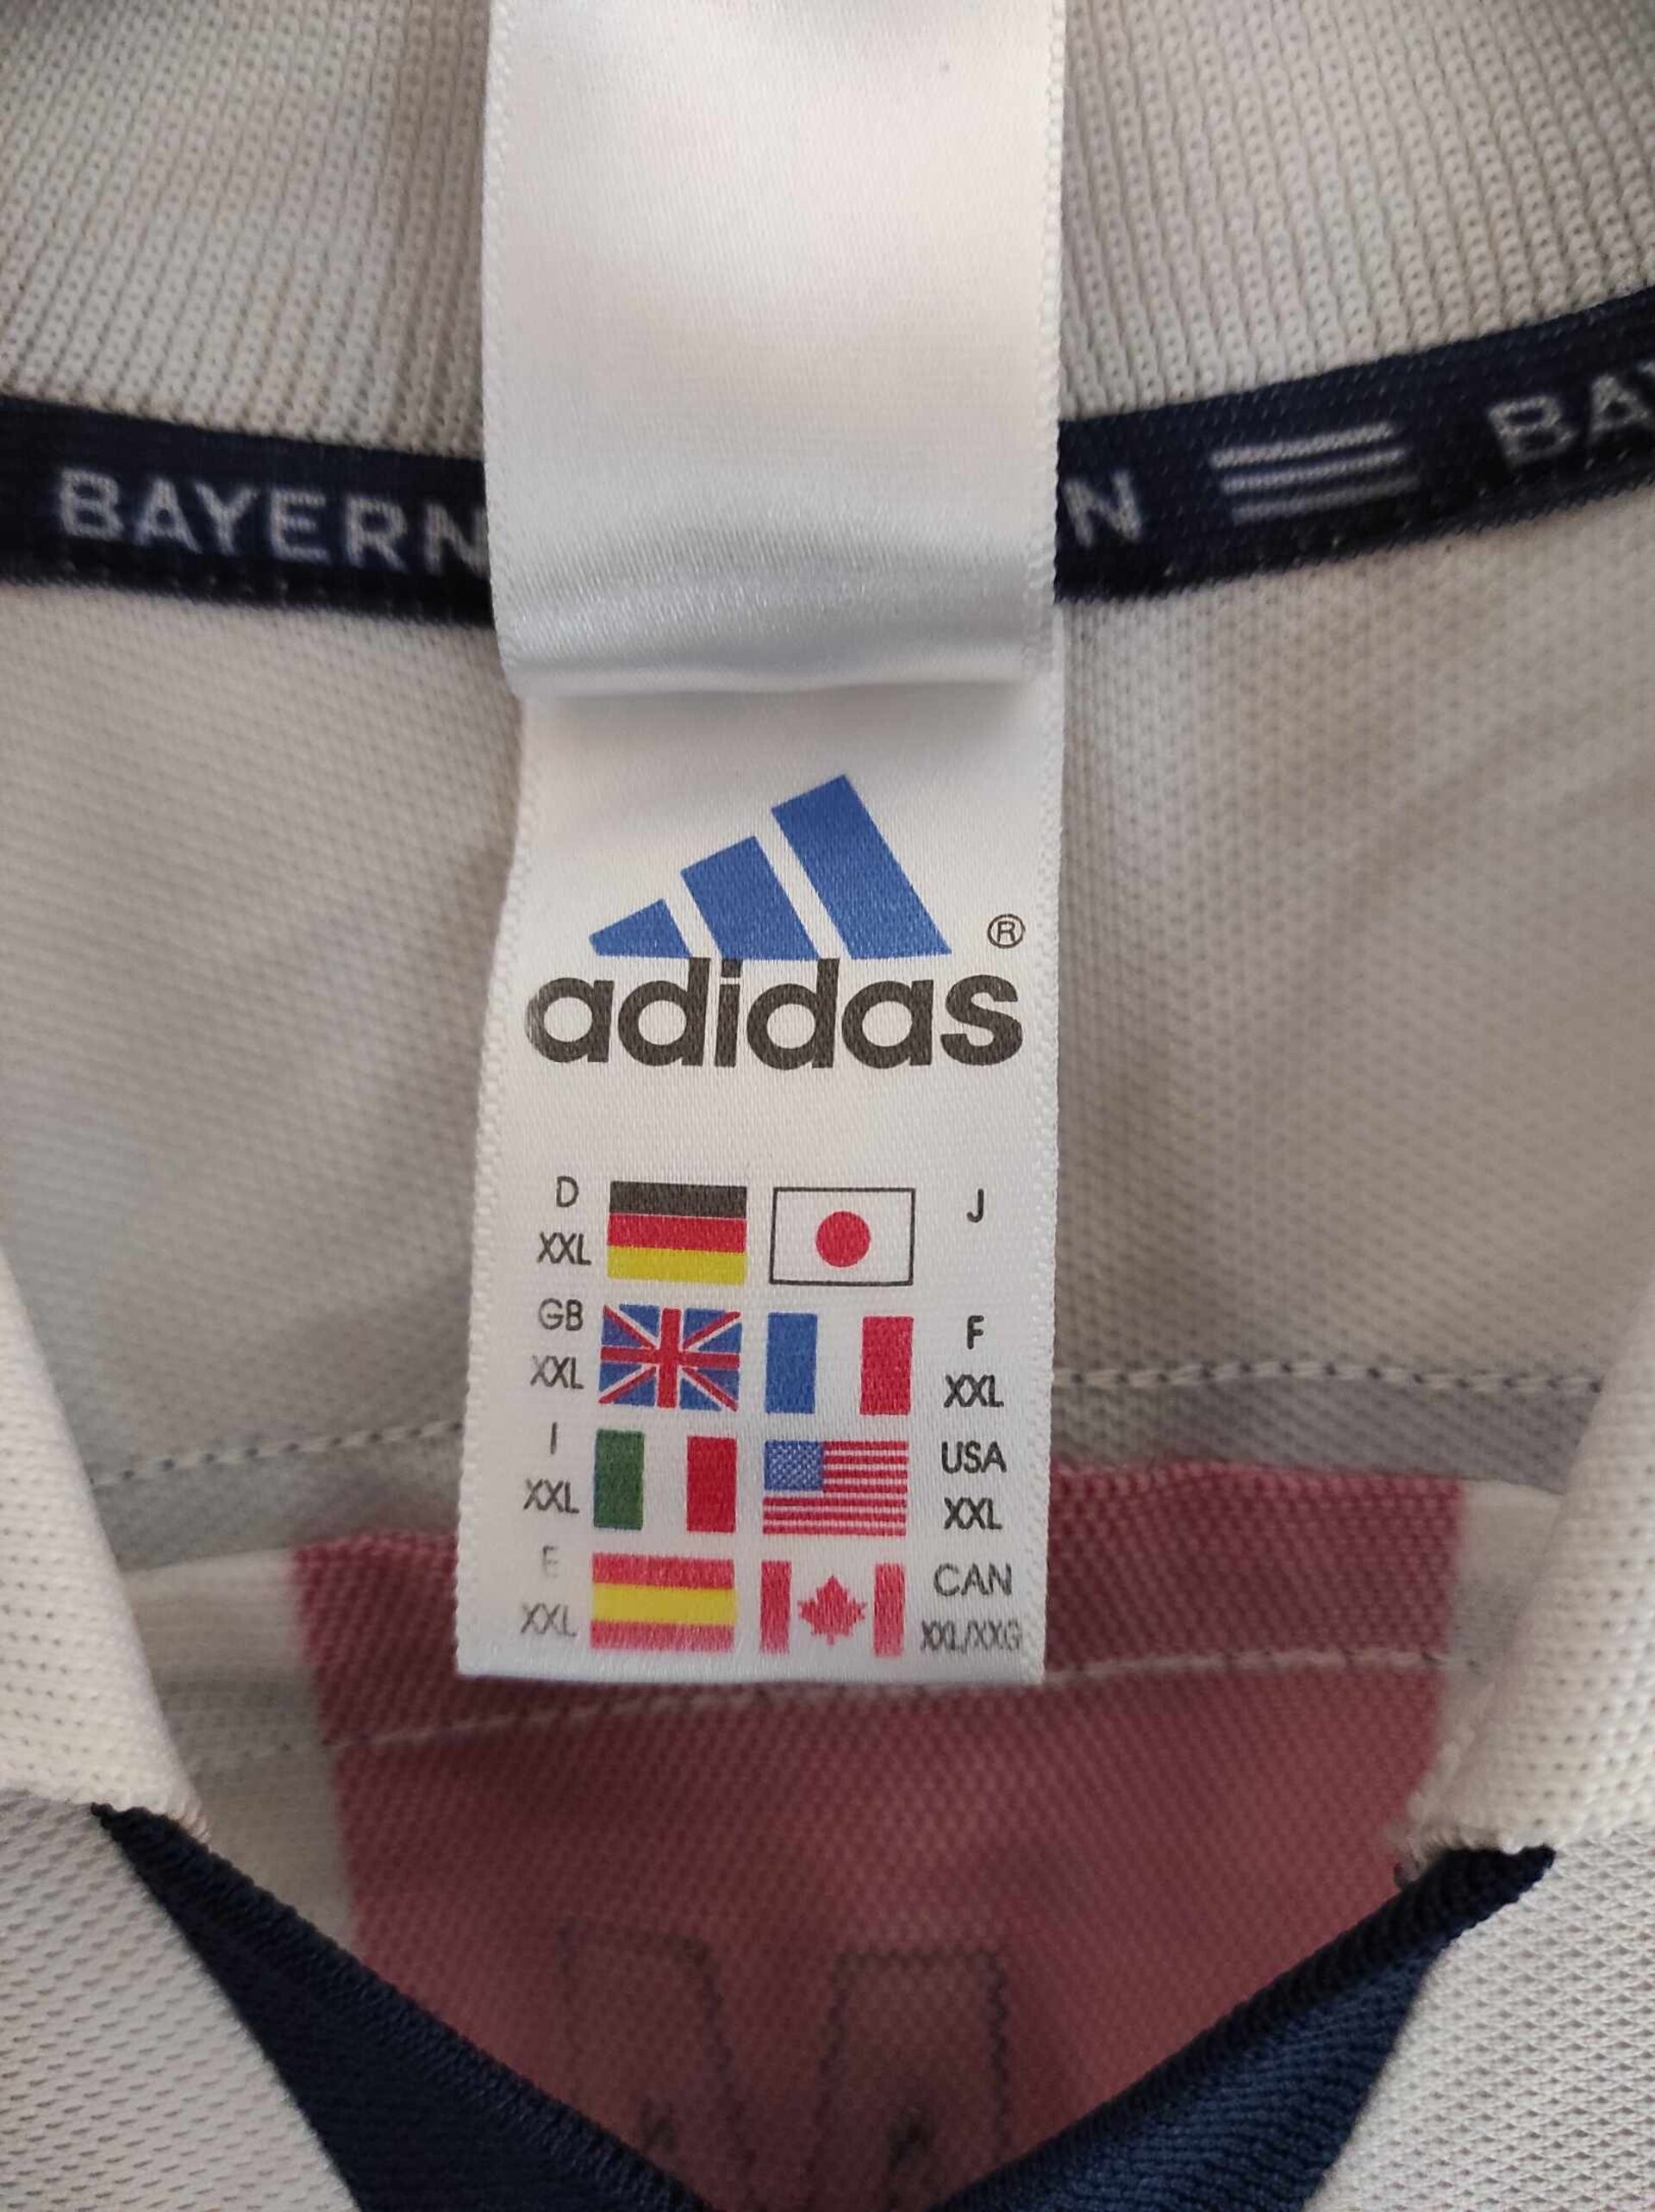 BAYERN
N
BA
adidas
®
D
XXL
J
GB
XXL
F
XXL
I
XXL
USA
XXL
E
XXL
CAN
XXL/XXG